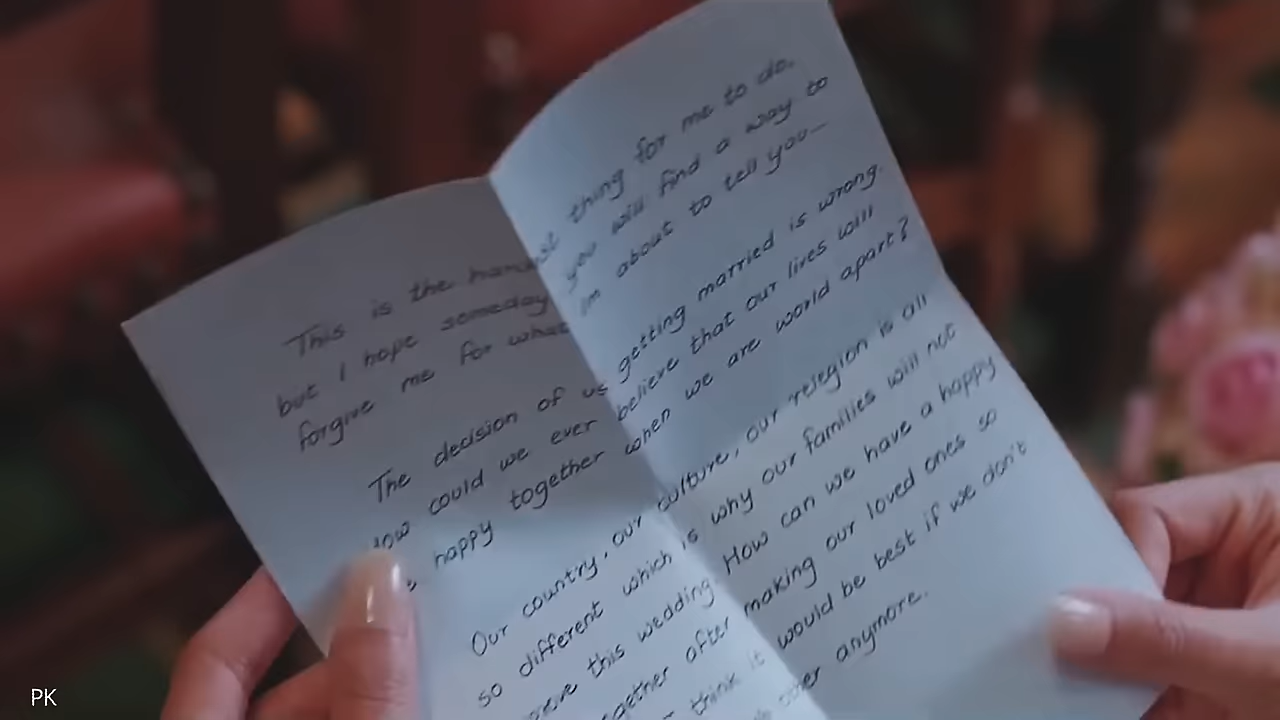 This is the hardest thing for me to do,
but I hope someday you will find a way to
forgive me for what I'm about to tell you—
The decision of us getting married is wrong.
How could we ever believe that our lives will
happy together when we are world apart?
Our country, our culture, our relegion is all
so different which is why our families will not
this wedding. How can we have a happy
after making our loved ones so
think it would be best if we don't
other anymore.
PK